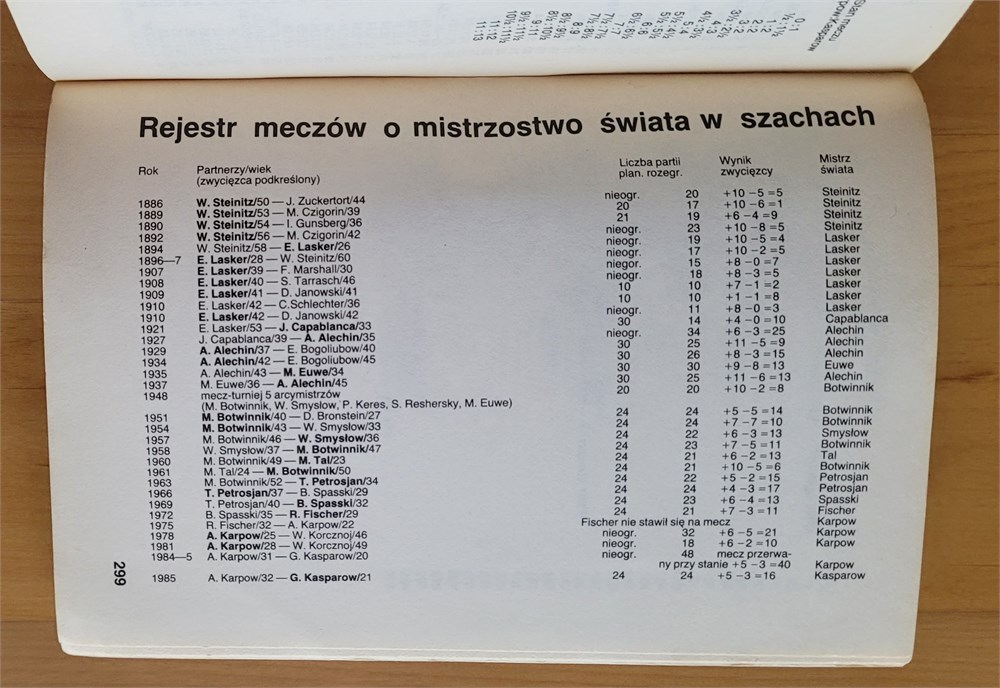 Stan meczu
Rejestr meczów o mistrzostwo świata w szachach
Rok Partnerzy/wiek (zwycięzca podkreślony) Liczba partii plan. rozegr. Wynik zwycięzcy Mistrz świata
1886 W. Steinitz/50 — J. Zuckertort/44 nieogr. 20 +10 –5 =5 Steinitz
1889 W. Steinitz/53 — M. Czigorin/39 20 17 +10 –6 =1 Steinitz
1890 W. Steinitz/54 — I. Gunsberg/36 21 19 +6 –4 =9 Steinitz
1892 W. Steinitz/56 — M. Czigorin/42 nieogr. 23 +10 –8 =5 Steinitz
1894 W. Steinitz/58 — E. Lasker/26 nieogr. 19 +10 –5 =4 Lasker
1896—7 E. Lasker/28 — W. Steinitz/60 nieogr. 17 +10 –2 =5 Lasker
1907 E. Lasker/39 — F. Marshall/30 niegor. 15 +8 –0 =7 Lasker
1908 E. Lasker/40 — S. Tarrasch/46 nieogr. 18 +8 –3 =5 Lasker
1909 E. Lasker/41 — D. Janowski/41 10 10 +7 –1 =2 Lasker
1910 E. Lasker/42 — C.Schlechter/36 10 10 +1 –1 =8 Lasker
1910 E. Lasker/42 — D. Janowski/42 nieogr. 11 +8 –0 =3 Lasker
1921 E. Lasker/53 — J. Capablanca/33 30 14 +4 –0 =10 Capablanca
1927 J. Capablanca/39 — A. Alechin/35 nieogr. 34 +6 –3 =25 Alechin
1929 A. Alechin/37 — E. Bogoliubow/40 30 25 +11 –5 =9 Alechin
1934 A. Alechin/42 — E. Bogoliubow/45 30 26 +8 –3 =15 Alechin
1935 A. Alechin/43 — M. Euwe/34 30 30 +9 –8 =13 Euwe
1937 M. Euwe/36 — A. Alechin/45 30 25 +11 –6 =13 Alechin
1948 mecz-turniej 5 arcymistrzów 20 20 +10 –2 =8 Botwinnik
(M. Botwinnik, W. Smysłow, P. Keres, S. Reshersky, M. Euwe)
1951 M. Botwinnik/40 — D. Bronstein/27 24 24 +5 –5 =14 Botwinnik
1954 M. Botwinnik/43 — W. Smysłow/33 24 24 +7 –7 =10 Botwinnik
1957 M. Botwinnik/46 — W. Smysłow/36 24 22 +6 –3 =13 Smysłow
1958 W. Smysłow/37 — M. Botwinnik/47 24 23 +7 –5 =11 Botwinnik
1960 M. Botwinnik/49 — M. Tal/23 24 21 +6 –2 =13 Tal
1961 M. Tal/24 — M. Botwinnik/50 24 21 +10 –5 =6 Botwinnik
1963 M. Botwinnik/52 — T. Petrosjan/34 24 22 +5 –2 =15 Petrosjan
1966 T. Petrosjan/37 — B. Spasski/29 24 24 +4 –3 =17 Petrosjan
1969 T. Petrosjan/40 — B. Spasski/32 24 23 +6 –4 =13 Spasski
1972 B. Spasski/35 — R. Fischer/29 24 21 +7 –3 =11 Fischer
1975 R. Fischer/32 — A. Karpow/22 Fischer nie stawił się na mecz Karpow
1978 A. Karpow/25 — W. Korcznoj/46 nieogr. 32 +6 –5 =21 Karpow
1981 A. Karpow/28 — W. Korcznoj/49 nieogr. 18 +6 –2 =10 Karpow
1984—5 A. Karpow/31 — G. Kasparow/20 nieogr. 48 mecz przerwa-
ny przy stanie +5 –3 =40 Karpow
1985 A. Karpow/32 — G. Kasparow/21 24 24 +5 –3 =16 Kasparow
299